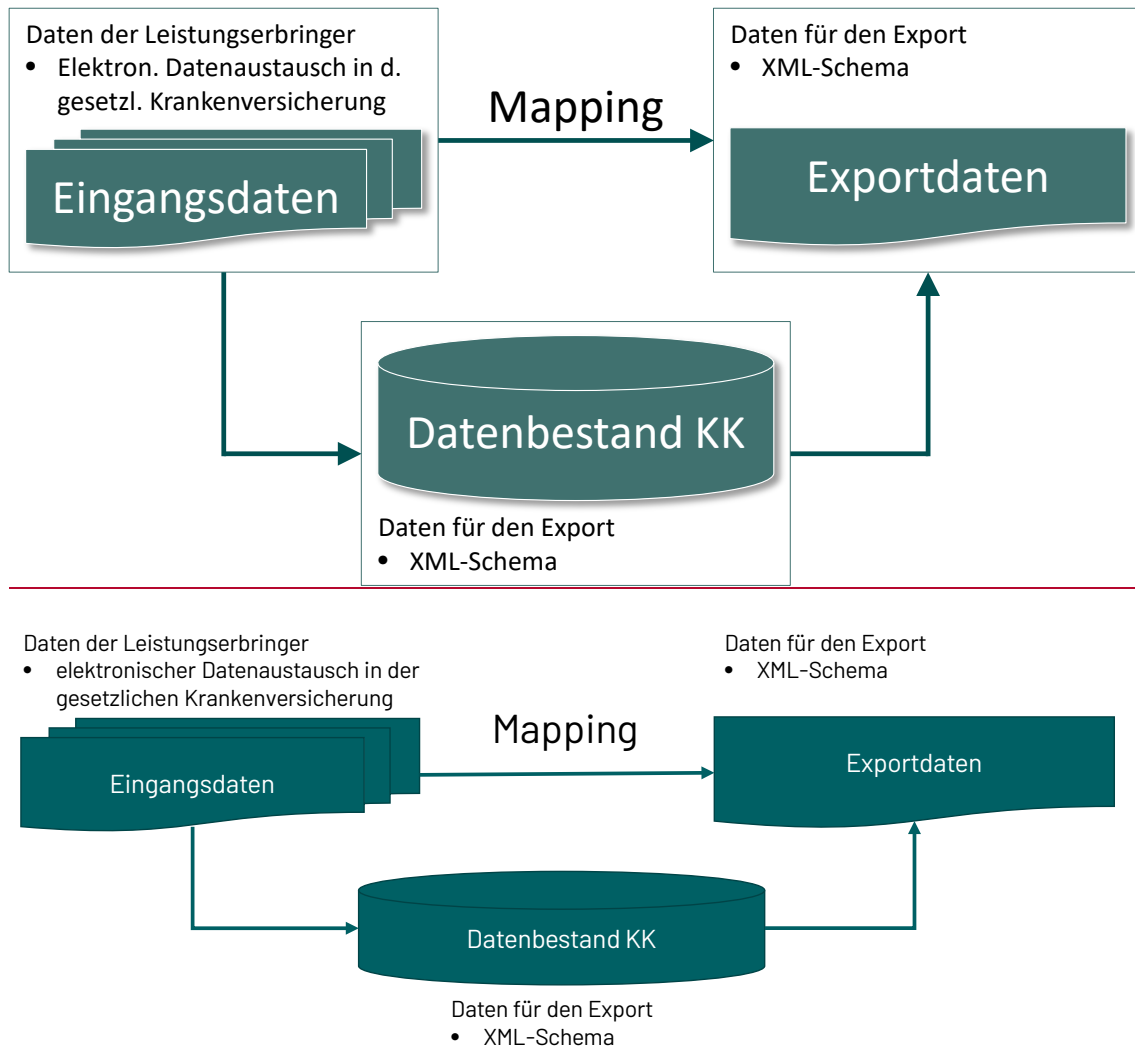 Daten der Leistungserbringer
• Elektron. Datenaustausch in d.
gesetzl. Krankenversicherung
Eingangsdaten
Mapping
Daten für den Export
• XML-Schema
Exportdaten
Datenbestand KK
Daten für den Export
• XML-Schema
Daten der Leistungserbringer
• elektronischer Datenaustausch in der
gesetzlichen Krankenversicherung
Eingangsdaten
Mapping
Daten für den Export
• XML-Schema
Exportdaten
Datenbestand KK
Daten für den Export
• XML-Schema